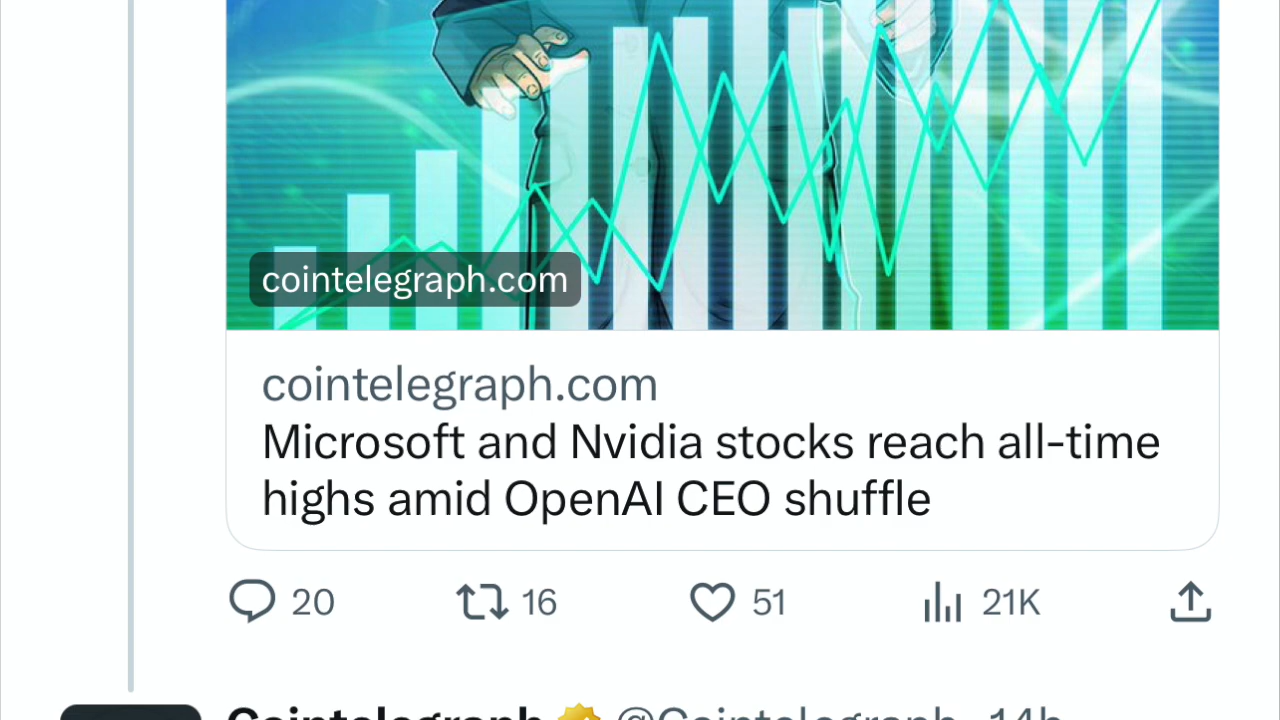 cointelegraph.com
cointelegraph.com
Microsoft and Nvidia stocks reach all-time
highs amid OpenAI CEO shuffle
20 16 51 21K
Cointelegraph @Cointelegraph · 14h